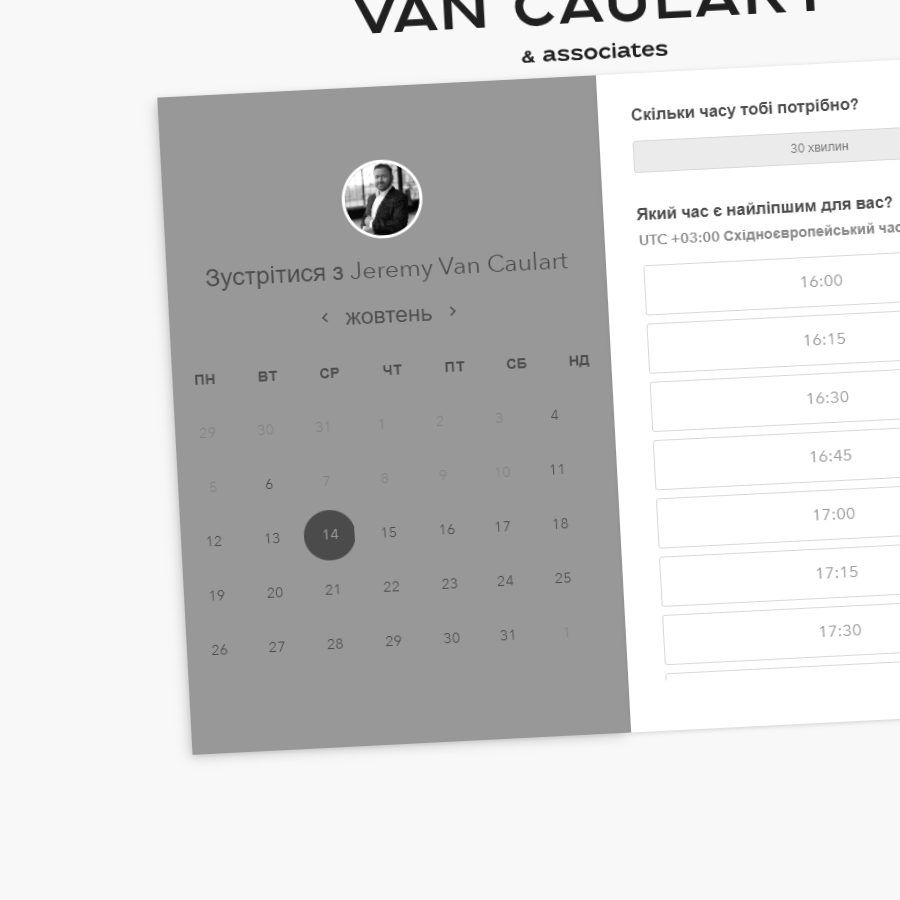 VAN CAULART
& associates
Зустрітися з Jeremy Van Caulart
‹ жовтень ›
ПН ВТ СР ЧТ ПТ СБ НД
29 30 31 1 2 3 4
5 6 7 8 9 10 11
12 13 14 15 16 17 18
19 20 21 22 23 24 25
26 27 28 29 30 31 1
Скільки часу тобі потрібно?
30 хвилин
Який час є найліпшим для вас?
UTC +03:00 Східноєвропейський час
16:00
16:15
16:30
16:45
17:00
17:15
17:30